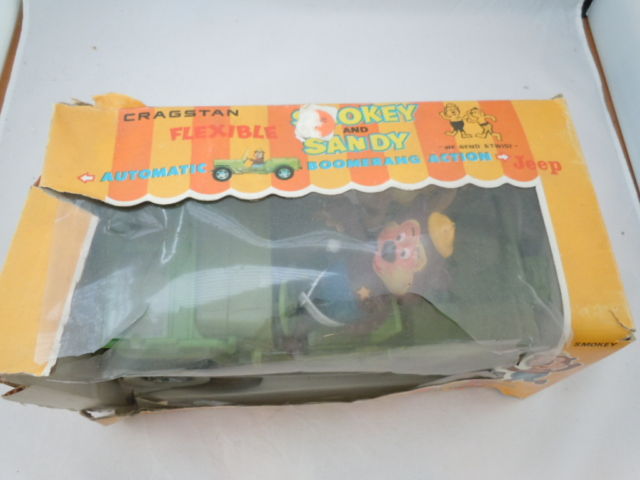 CRAGSTAN
FLEXIBLE SMOKEY
AND
SANDY
- WE BEND & TWIST -
AUTOMATIC BOOMERANG ACTION Jeep
SMOKEY